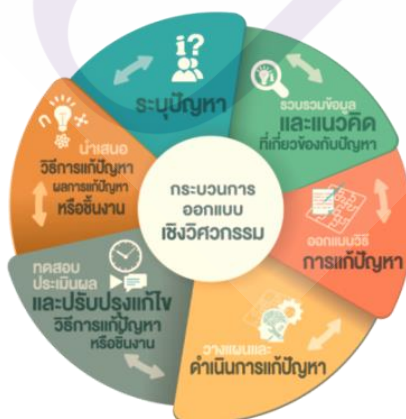 i?
ระบุปัญหา
รวบรวมข้อมูล
และแนวคิด
ที่เกี่ยวข้องกับปัญหา
ออกแบบวิธี
การแก้ปัญหา
วางแผนและ
ดำเนินการแก้ปัญหา
ทดสอบ
ประเมินผล
และปรับปรุงแก้ไข
วิธีการแก้ปัญหา
หรือชิ้นงาน
นำเสนอ
วิธีการแก้ปัญหา
ผลการแก้ปัญหา
หรือชิ้นงาน
กระบวนการ
ออกแบบ
เชิงวิศวกรรม